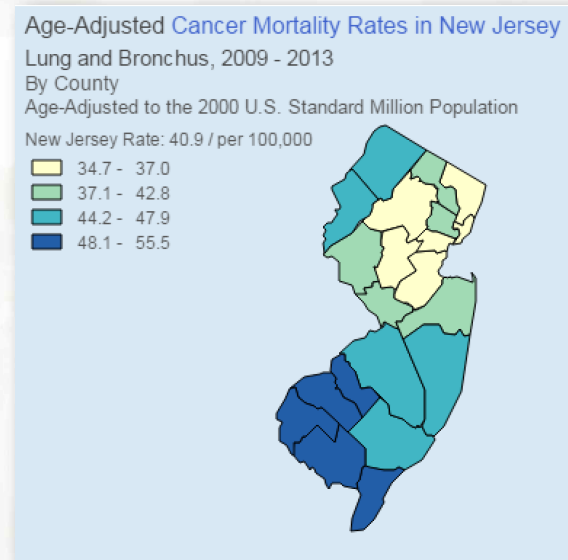 Age-Adjusted Cancer Mortality Rates in New Jersey
Lung and Bronchus, 2009 - 2013
By County
Age-Adjusted to the 2000 U.S. Standard Million Population
New Jersey Rate: 40.9 / per 100,000
34.7 - 37.0
37.1 - 42.8
44.2 - 47.9
48.1 - 55.5